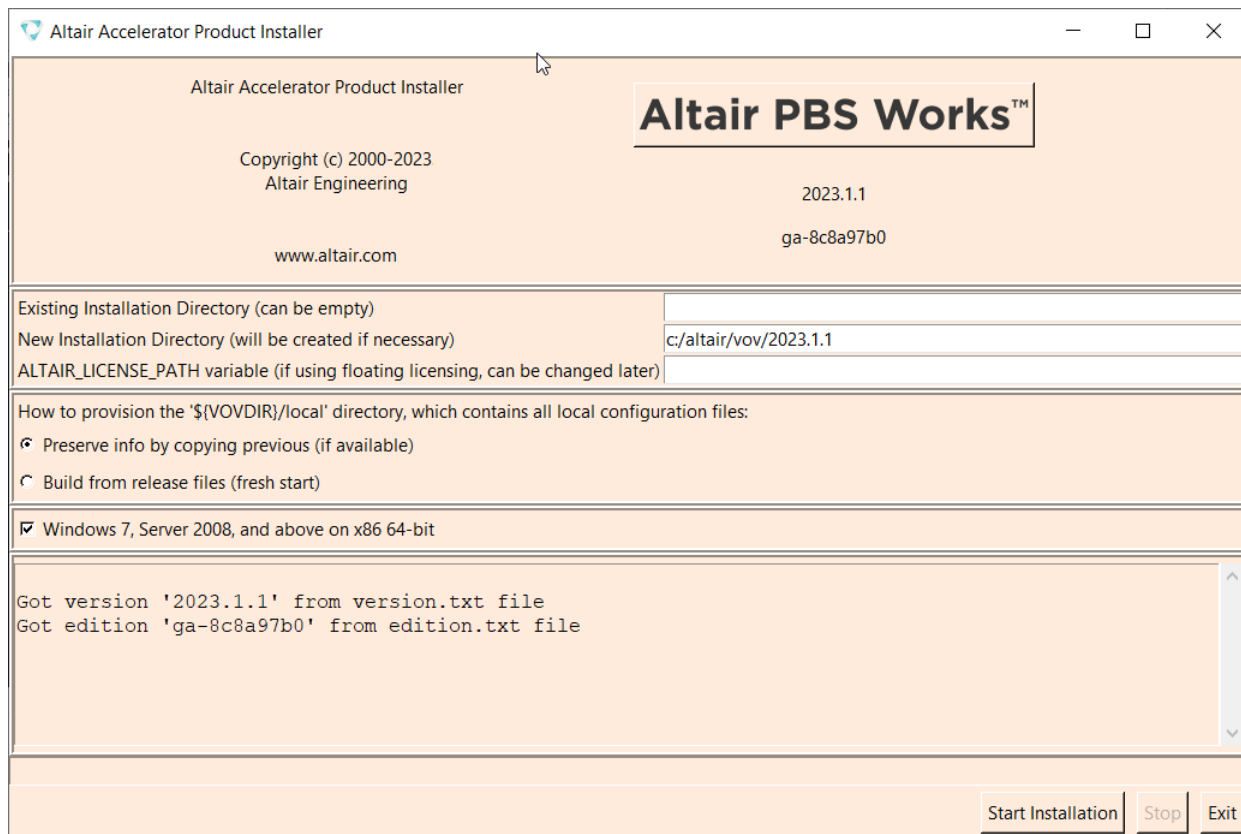 Altair Accelerator Product Installer
Altair Accelerator Product Installer
Copyright (c) 2000-2023
Altair Engineering
www.altair.com
Altair PBS Works™
2023.1.1
ga-8c8a97b0
Existing Installation Directory (can be empty)
New Installation Directory (will be created if necessary) c:/altair/vov/2023.1.1
ALTAIR_LICENSE_PATH variable (if using floating licensing, can be changed later)
How to provision the '${VOVDIR}/local' directory, which contains all local configuration files:
Preserve info by copying previous (if available)
Build from release files (fresh start)
Windows 7, Server 2008, and above on x86 64-bit
Got version '2023.1.1' from version.txt file
Got edition 'ga-8c8a97b0' from edition.txt file
Start Installation Stop Exit